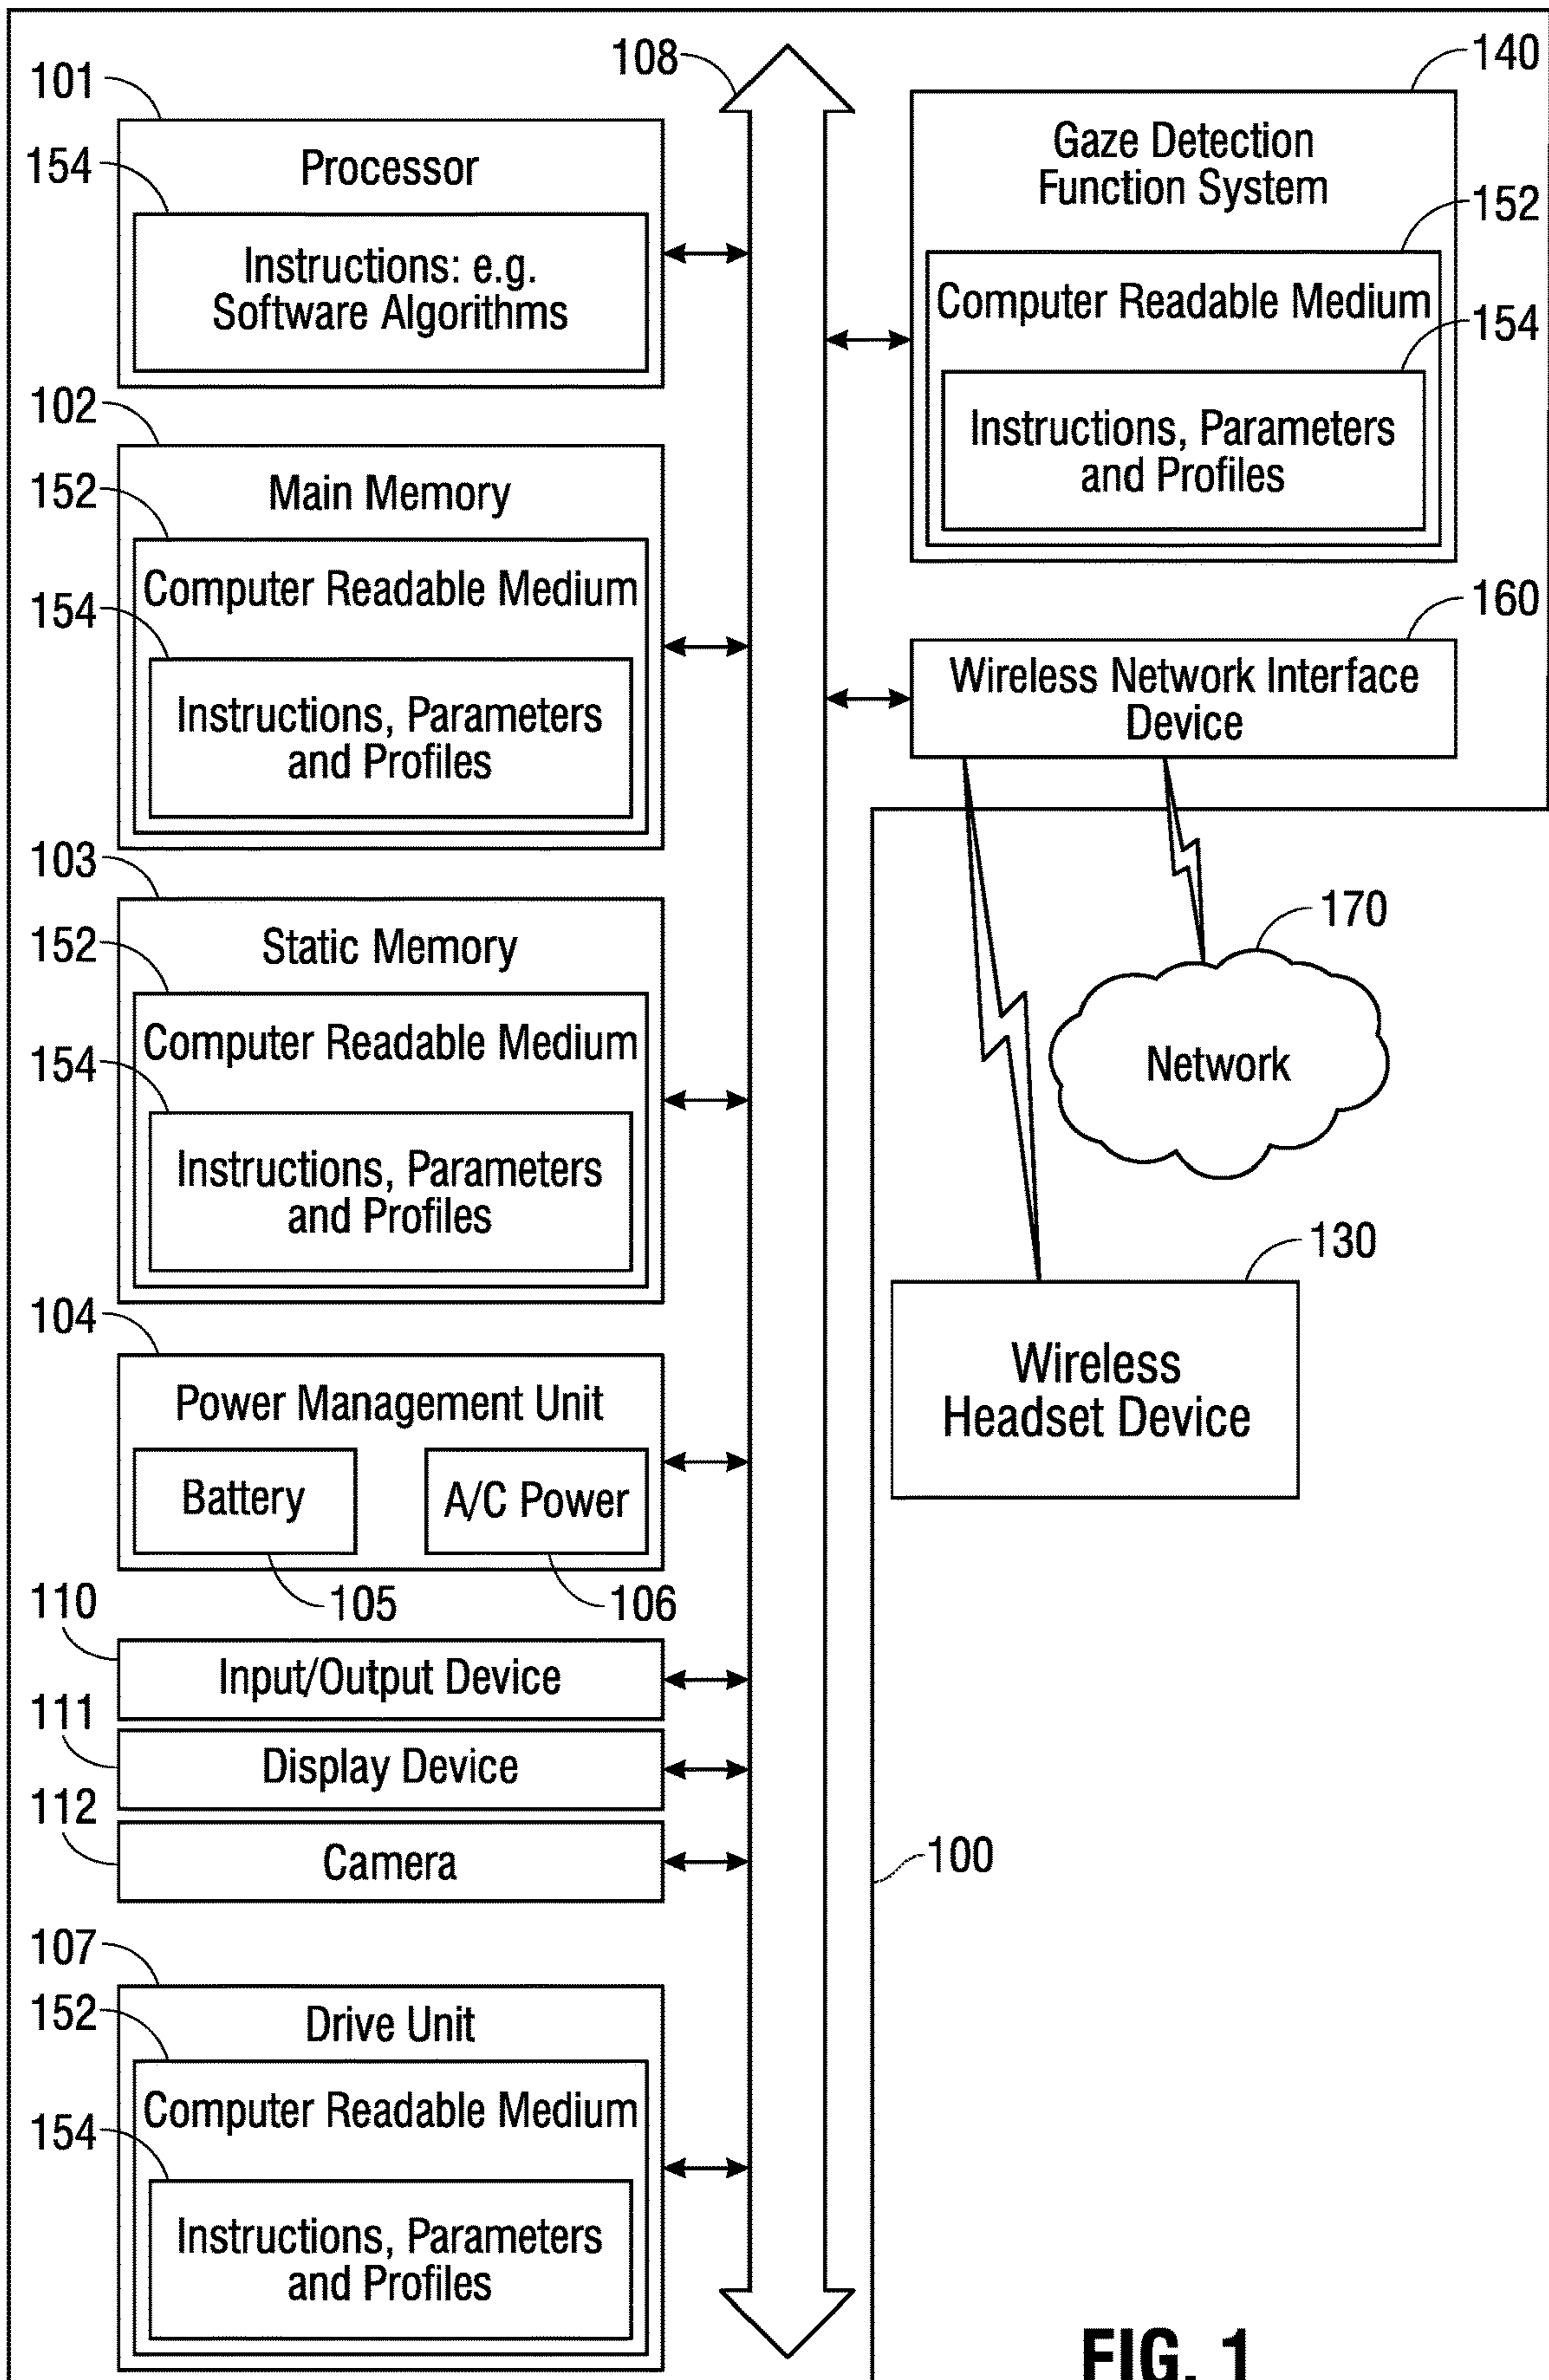 101
154
Processor
Instructions: e.g.
Software Algorithms
102
152
Main Memory
Computer Readable Medium
154
Instructions, Parameters
and Profiles
103
152
Static Memory
Computer Readable Medium
154
Instructions, Parameters
and Profiles
104
Power Management Unit
Battery
A/C Power
105
106
110
Input/Output Device
111
Display Device
112
Camera
107
152
Drive Unit
Computer Readable Medium
154
Instructions, Parameters
and Profiles
108
140
Gaze Detection
Function System
152
Computer Readable Medium
154
Instructions, Parameters
and Profiles
160
Wireless Network Interface
Device
170
Network
130
Wireless
Headset Device
100
FIG. 1